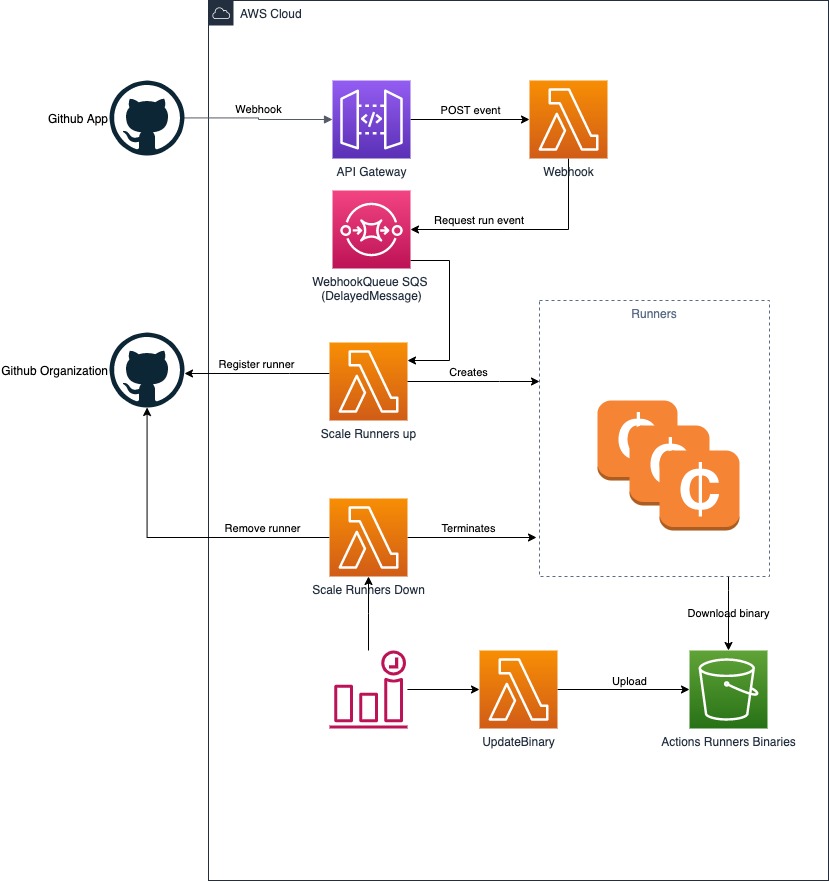 AWS Cloud
Github App
Webhook
POST event
API Gateway
Webhook
Request run event
WebhookQueue SQS
(DelayedMessage)
Runners
Github Organization
Register runner
Creates
Scale Runners up
Remove runner
Terminates
Scale Runners Down
Download binary
Upload
UpdateBinary
Actions Runners Binaries